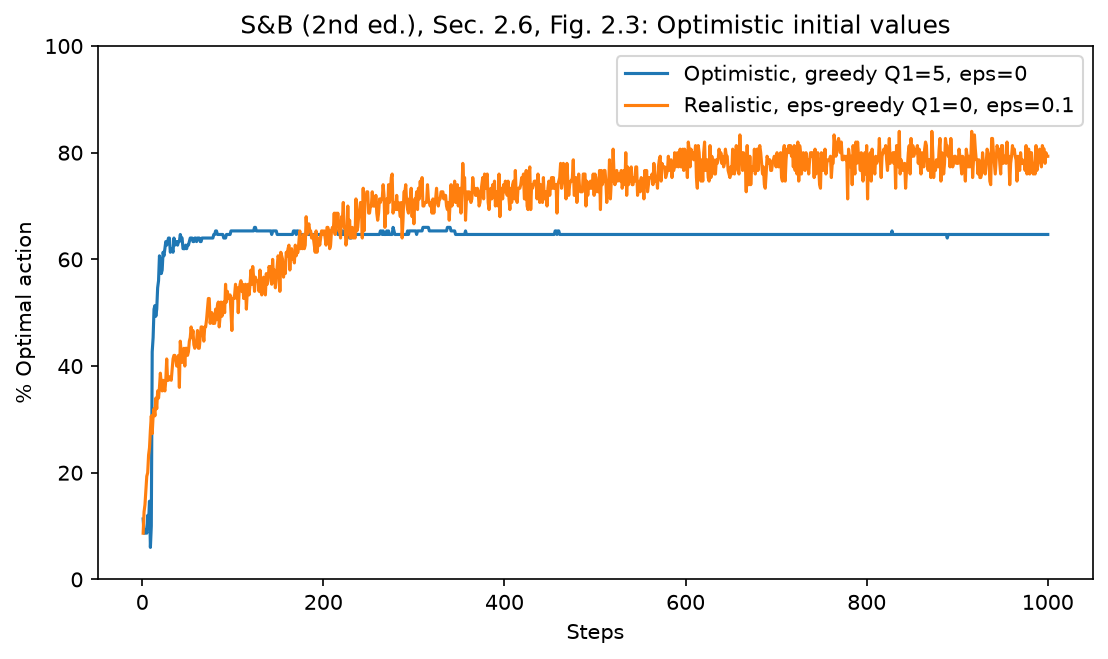 S&B (2nd ed.), Sec. 2.6, Fig. 2.3: Optimistic initial values
Optimistic, greedy Q1=5, eps=0
Realistic, eps-greedy Q1=0, eps=0.1
% Optimal action
100
80
60
40
20
0
0 200 400 600 800 1000
Steps